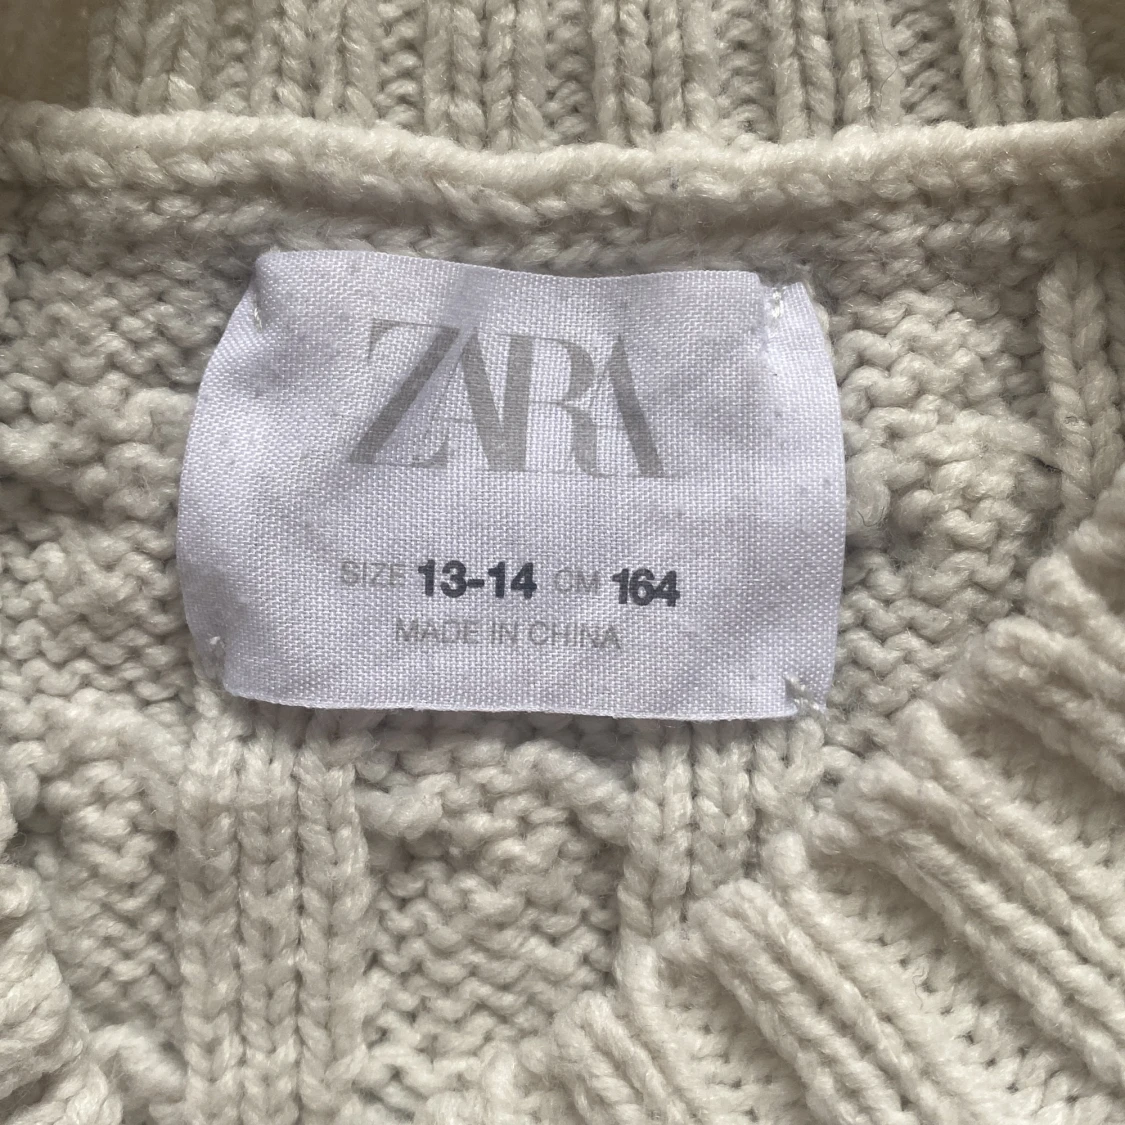 ZARA
SIZE 13-14 CM 164
MADE IN CHINA